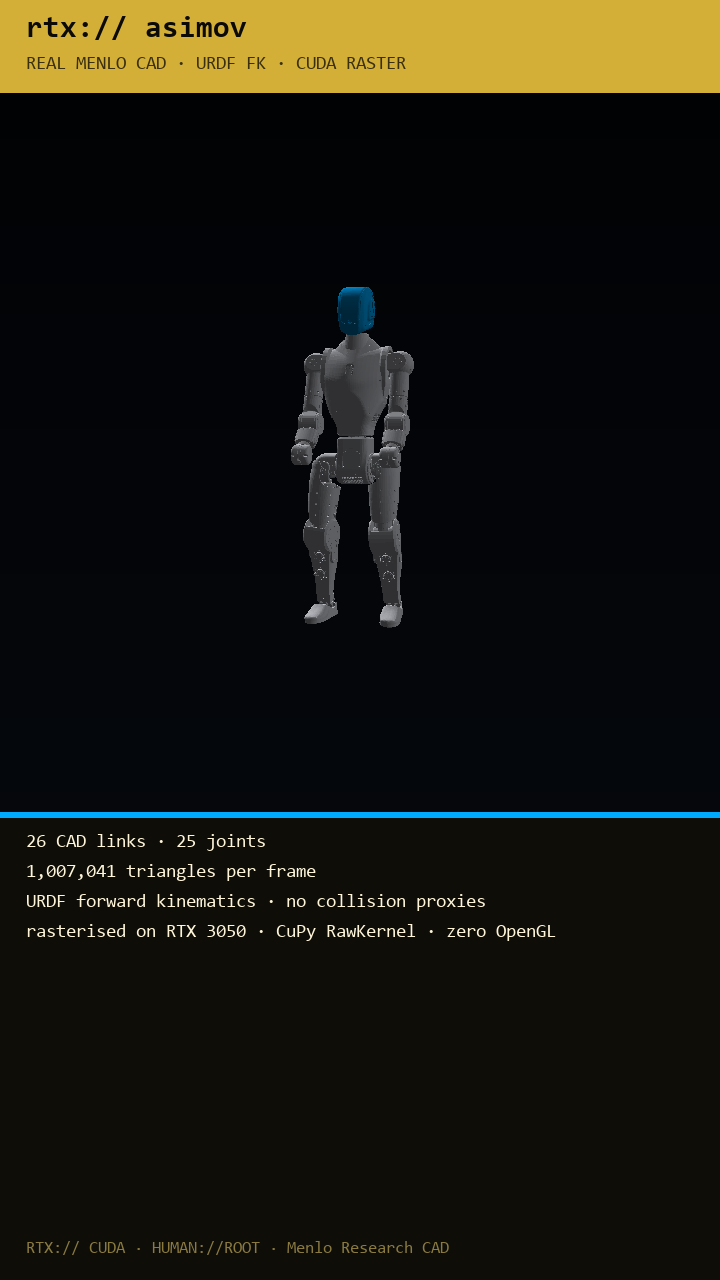 rtx:// asimov
REAL MENLO CAD · URDF FK · CUDA RASTER
26 CAD links · 25 joints
1,007,041 triangles per frame
URDF forward kinematics · no collision proxies
rasterised on RTX 3050 · CuPy RawKernel · zero OpenGL
RTX:// CUDA · HUMAN://ROOT · Menlo Research CAD